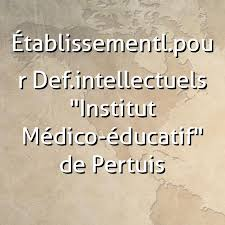 Établissementl.pou
r Def.intellectuels
"Institut
Médico-éducatif"
de Pertuis